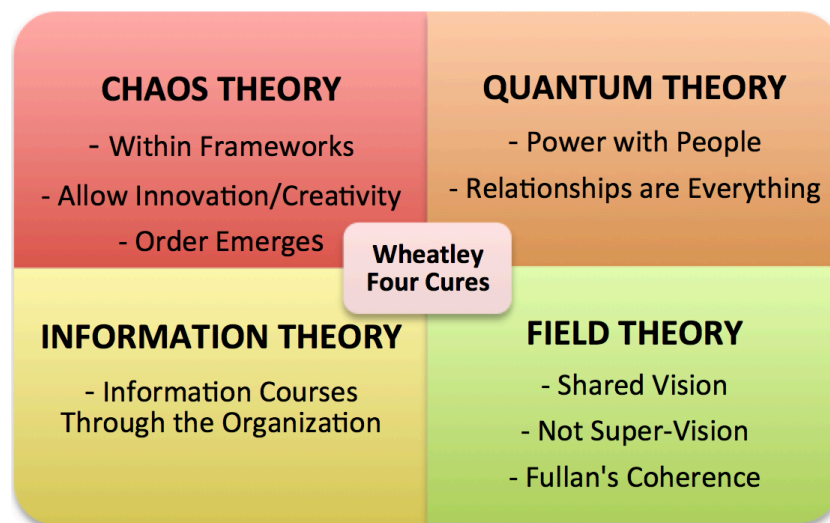 CHAOS THEORY
- Within Frameworks
- Allow Innovation/Creativity
- Order Emerges
QUANTUM THEORY
- Power with People
- Relationships are Everything
Wheatley
Four Cures
INFORMATION THEORY
- Information Courses
Through the Organization
FIELD THEORY
- Shared Vision
- Not Super-Vision
- Fullan's Coherence